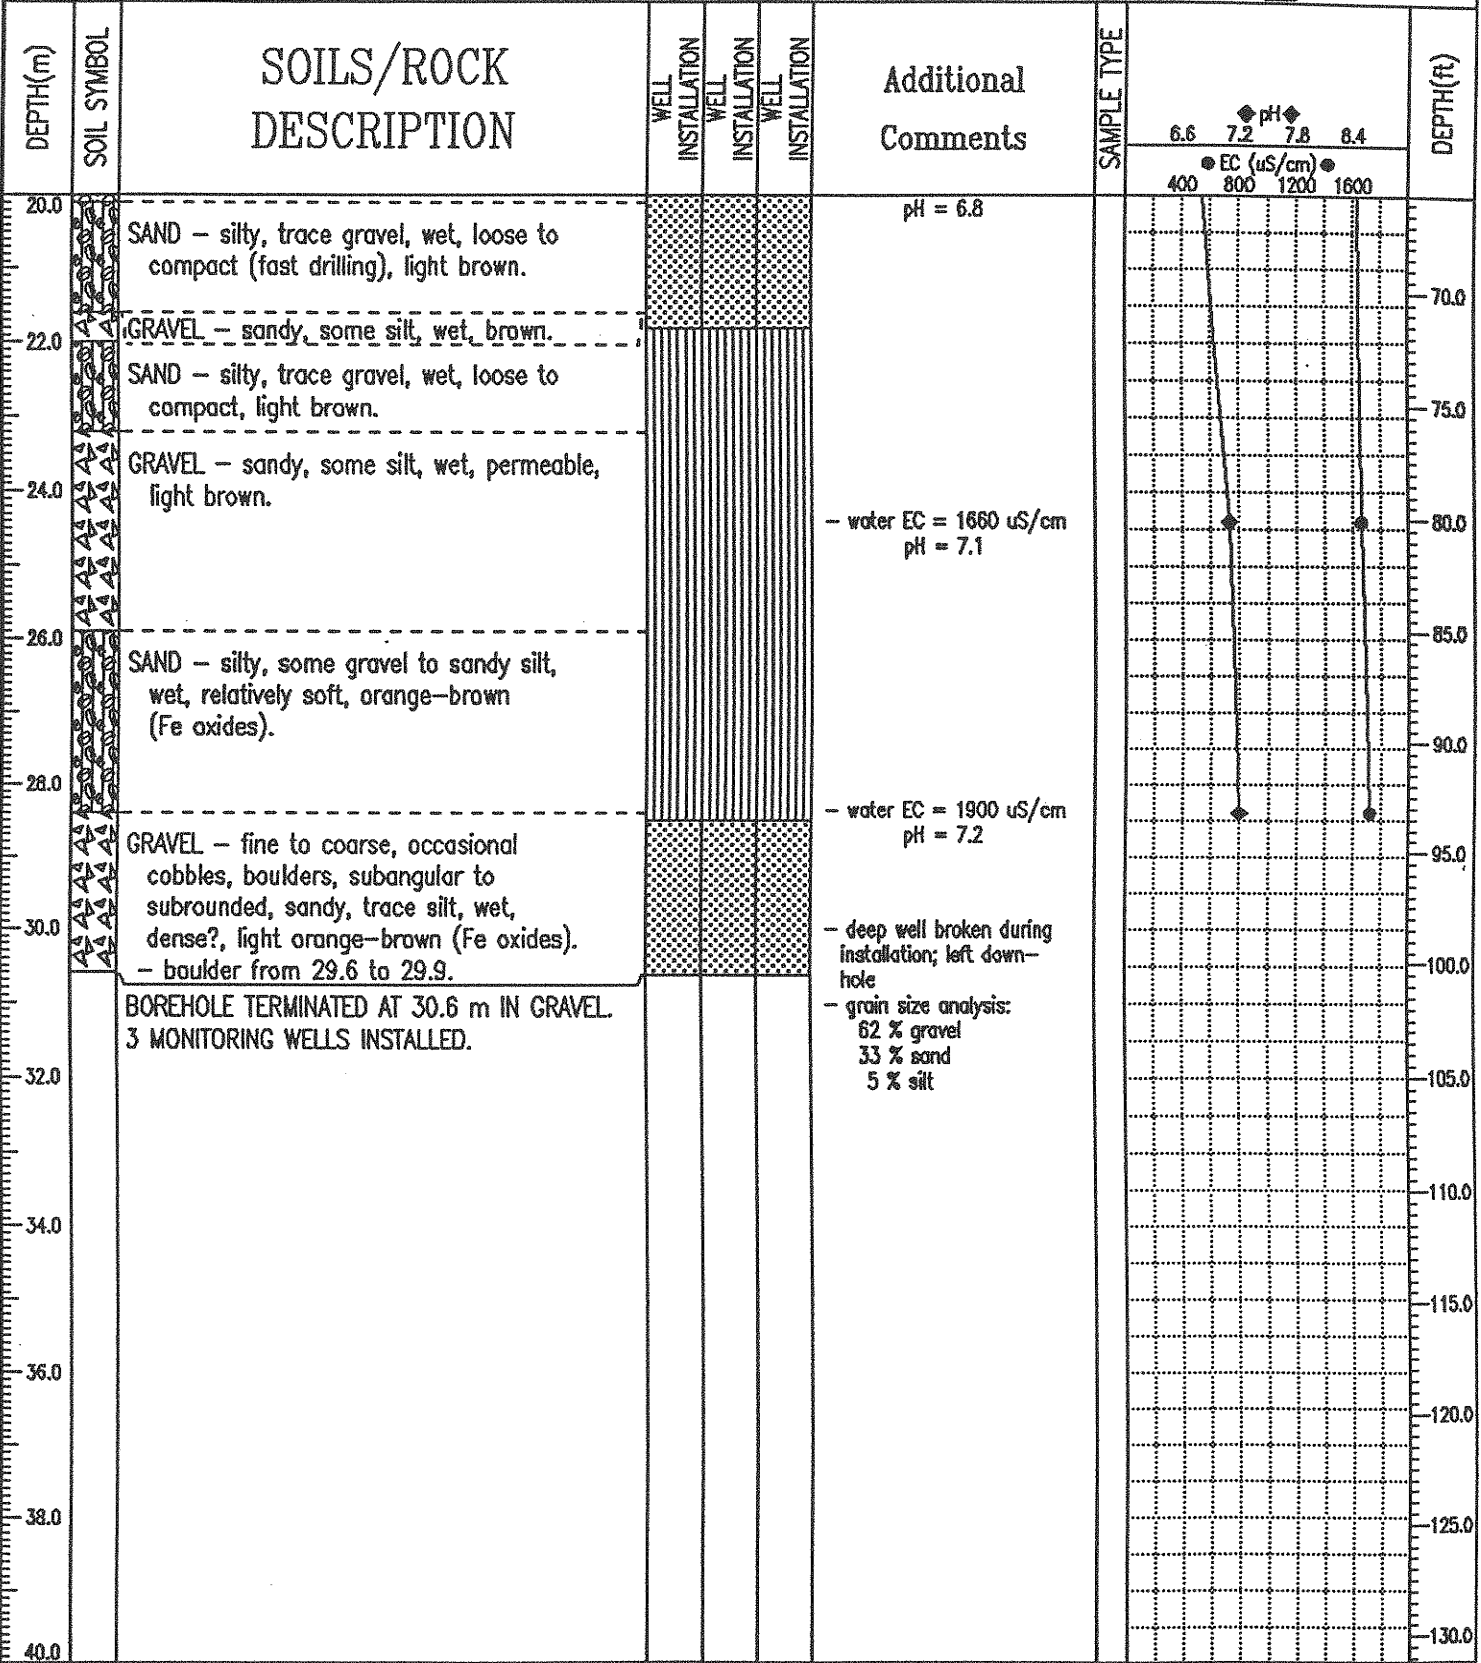 DEPTH(m)
SOIL SYMBOL
SOILS/ROCK
DESCRIPTION
WELL
INSTALLATION
WELL
INSTALLATION
WELL
INSTALLATION
Additional
Comments
SAMPLE TYPE
◆pH◆
6.6 7.2 7.8 8.4
● EC (uS/cm) ●
400 800 1200 1600
DEPTH(ft)
20.0
22.0
24.0
26.0
28.0
30.0
32.0
34.0
36.0
38.0
40.0
SAND – silty, trace gravel, wet, loose to
compact (fast drilling), light brown.
GRAVEL – sandy, some silt, wet, brown.
SAND – silty, trace gravel, wet, loose to
compact, light brown.
GRAVEL – sandy, some silt, wet, permeable,
light brown.
SAND – silty, some gravel to sandy silt,
wet, relatively soft, orange–brown
(Fe oxides).
GRAVEL – fine to coarse, occasional
cobbles, boulders, subangular to
subrounded, sandy, trace silt, wet,
dense?, light orange–brown (Fe oxides).
– boulder from 29.6 to 29.9.
BOREHOLE TERMINATED AT 30.6 m IN GRAVEL.
3 MONITORING WELLS INSTALLED.
pH = 6.8
– water EC = 1660 uS/cm
pH = 7.1
– water EC = 1900 uS/cm
pH = 7.2
– deep well broken during
installation; left down–
hole
– grain size analysis:
62 % gravel
33 % sand
5 % silt
70.0
75.0
80.0
85.0
90.0
95.0
100.0
105.0
110.0
115.0
120.0
125.0
130.0